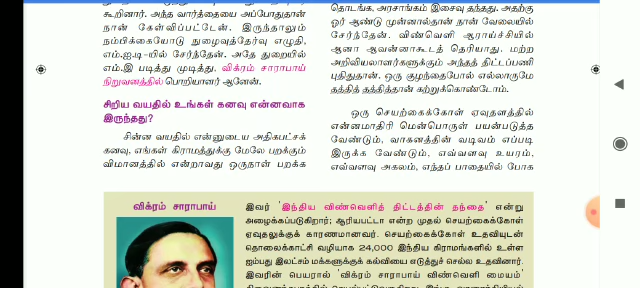 கூறினார். அந்த வார்த்தையை அப்போதுதான்
நான் கேள்விப்பட்டேன். இருந்தாலும்
நம்பிக்கையோடு நுழைவுத்தேர்வு எழுதி,
எம்.ஐ.டி-யில் சேர்ந்தேன். அதே துறையில்
எம்.இ படித்து முடித்து. விக்ரம் சாராபாய்
நிறுவனத்தில் பொறியாளர் ஆனேன்.
சிறிய வயதில் உங்கள் கனவு என்னவாக
இருந்தது?
சின்ன வயதில் என்னுடைய அதிகபட்சக்
கனவு, எங்கள் கிராமத்துக்கு மேலே பறக்கும்
விமானத்தில் என்றாவது ஒருநாள் பறக்க
தொடங்க, அரசாங்கம் இசைவு தந்தது. அதற்கு
ஓர் ஆண்டு முன்னால்தான் நான் வேலையில்
சேர்ந்தேன். விண்வெளி ஆராய்ச்சியில்
ஆனா ஆவன்னாகூடத் தெரியாது. மற்ற
அறிவியலாளர்களுக்கும் அந்தத் திட்டப்பணி
புதிதுதான். ஒரு குழந்தைபோல் எல்லாருமே
தத்தித் தத்தித்தான் கற்றுக்கொண்டோம்.
ஒரு செயற்கைக்கோள் ஏவுதளத்தில்
என்னமாதிரி மென்பொருள் பயன்படுத்த
வேண்டும், வாகனத்தின் வடிவம் எப்படி
இருக்க வேண்டும், எவ்வளவு உயரம்,
எவ்வளவு அகலம், எந்தப் பாதையில் போக
விக்ரம் சாராபாய்
இவர் 'இந்திய விண்வெளித் திட்டத்தின் தந்தை' என்று
அழைக்கப்படுகிறார்; ஆரியபட்டா என்ற முதல் செயற்கைக்கோள்
ஏவுதலுக்குக் காரணமானவர். செயற்கைக்கோள் உதவியுடன்
தொலைக்காட்சி வழியாக 24,000 இந்திய கிராமங்களில் உள்ள
ஐம்பது இலட்சம் மக்களுக்குக் கல்வியை எடுத்துச் செல்ல உதவினார்.
இவரின் பெயரால் 'விக்ரம் சாராபாய் விண்வெளி மையம்'